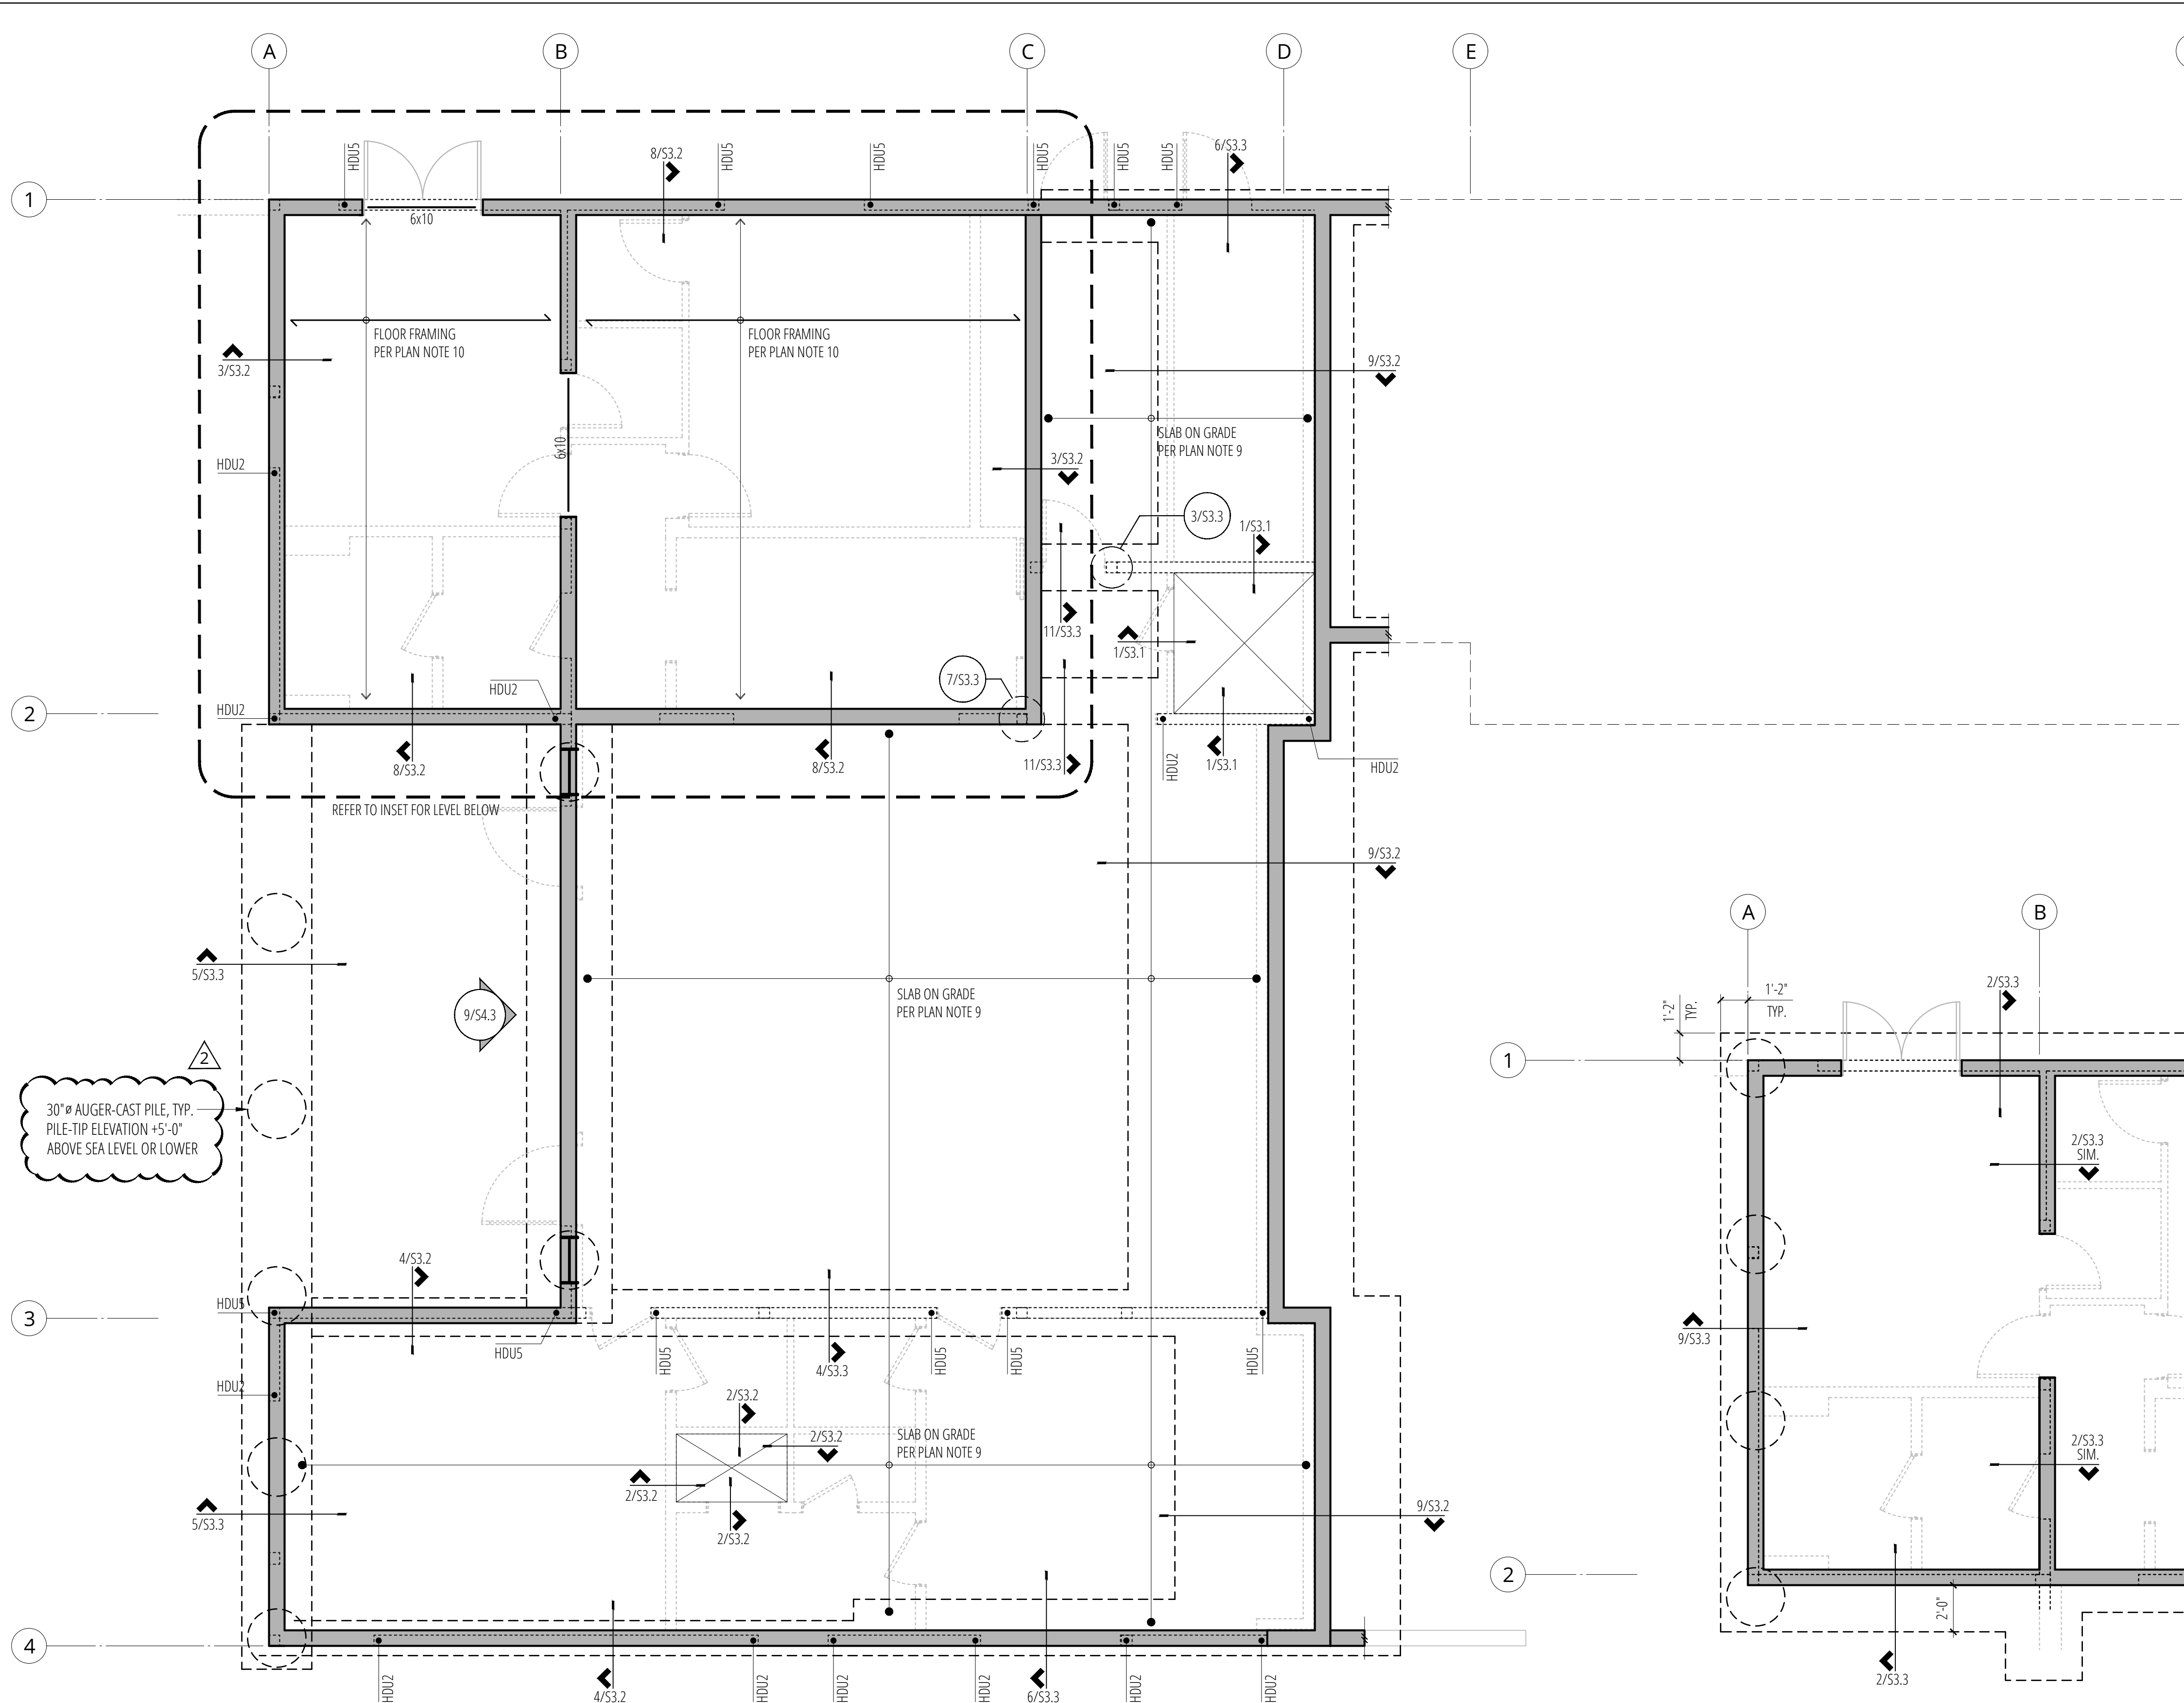 A
B
C
D
E
1
HDU5
8/S3.2
HDU5
HDU5
HDU5
HDU5
HDU5
6/S3.3
6x10
FLOOR FRAMING
PER PLAN NOTE 10
FLOOR FRAMING
PER PLAN NOTE 10
3/S3.2
9/S3.2
6x10
SLAB ON GRADE
PER PLAN NOTE 9
HDU2
3/S3.2
3/S3.3
1/S3.1
11/S3.3
1/S3.1
7/S3.3
HDU2
2
HDU2
8/S3.2
8/S3.2
11/S3.3
HDU2
1/S3.1
HDU2
REFER TO INSET FOR LEVEL BELOW
9/S3.2
5/S3.3
SLAB ON GRADE
PER PLAN NOTE 9
9/S4.3
2
30"ø AUGER-CAST PILE, TYP.
PILE-TIP ELEVATION +5'-0"
ABOVE SEA LEVEL OR LOWER
4/S3.2
HDU5
3
HDU5
HDU5
4/S3.3
HDU5
HDU5
HDU5
HDU2
2/S3.2
2/S3.2
SLAB ON GRADE
PER PLAN NOTE 9
2/S3.2
2/S3.2
5/S3.3
9/S3.2
4
HDU2
4/S3.2
HDU2
HDU2
HDU2
6/S3.3
HDU2
HDU2
A
B
1'-2"
TYP.
1'-2"
TYP.
2/S3.3
1
2/S3.3
SIM.
9/S3.3
2/S3.3
SIM.
2
2'-0"
2/S3.3